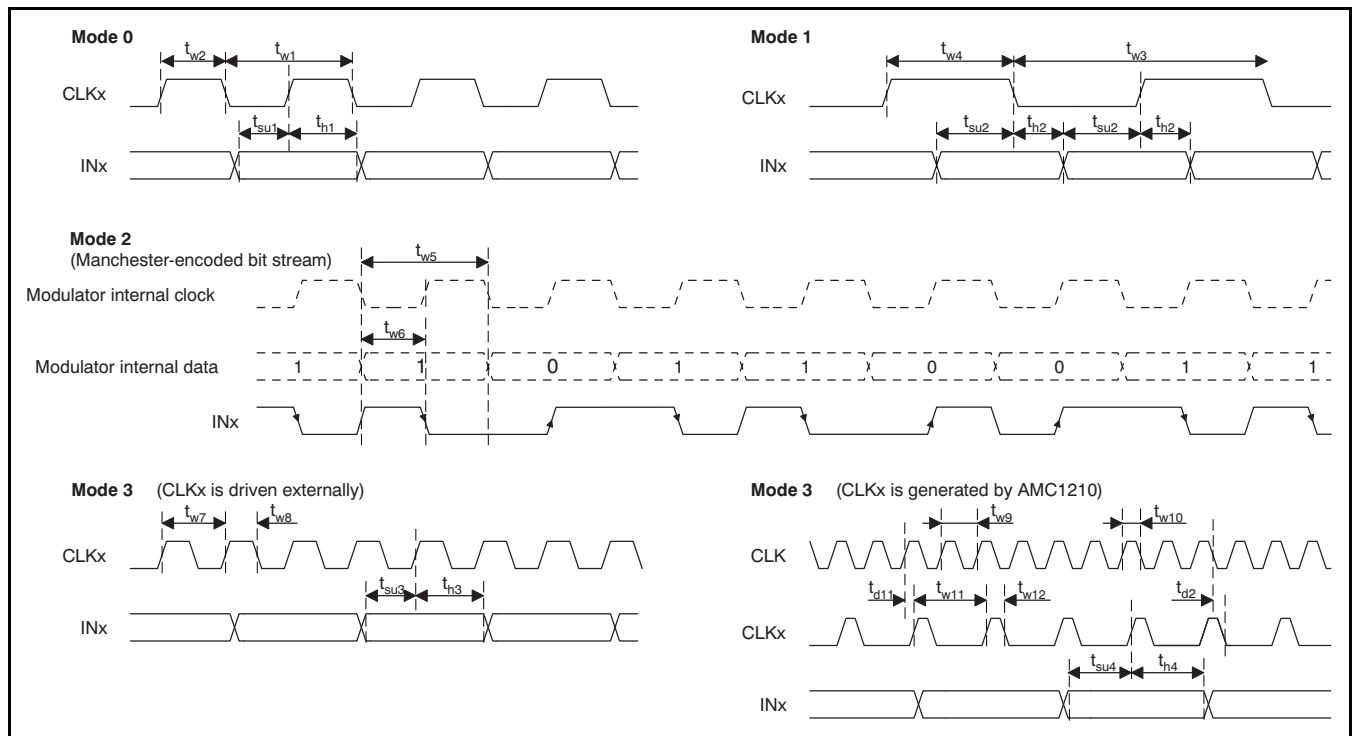 Mode 0
tw2
tw1
CLKx
tsu1
th1
INx
Mode 1
tw4
tw3
CLKx
tsu2
th2
tsu2
th2
INx
Mode 2
(Manchester-encoded bit stream)
tw5
Modulator internal clock
tw6
Modulator internal data
1 1 0 1 1 0 0 1 1
INx
Mode 3 (CLKx is driven externally)
tw7
tw8
CLKx
tsu3
th3
INx
Mode 3 (CLKx is generated by AMC1210)
tw9
tw10
CLK
td11
tw11
tw12
td2
CLKx
tsu4
th4
INx